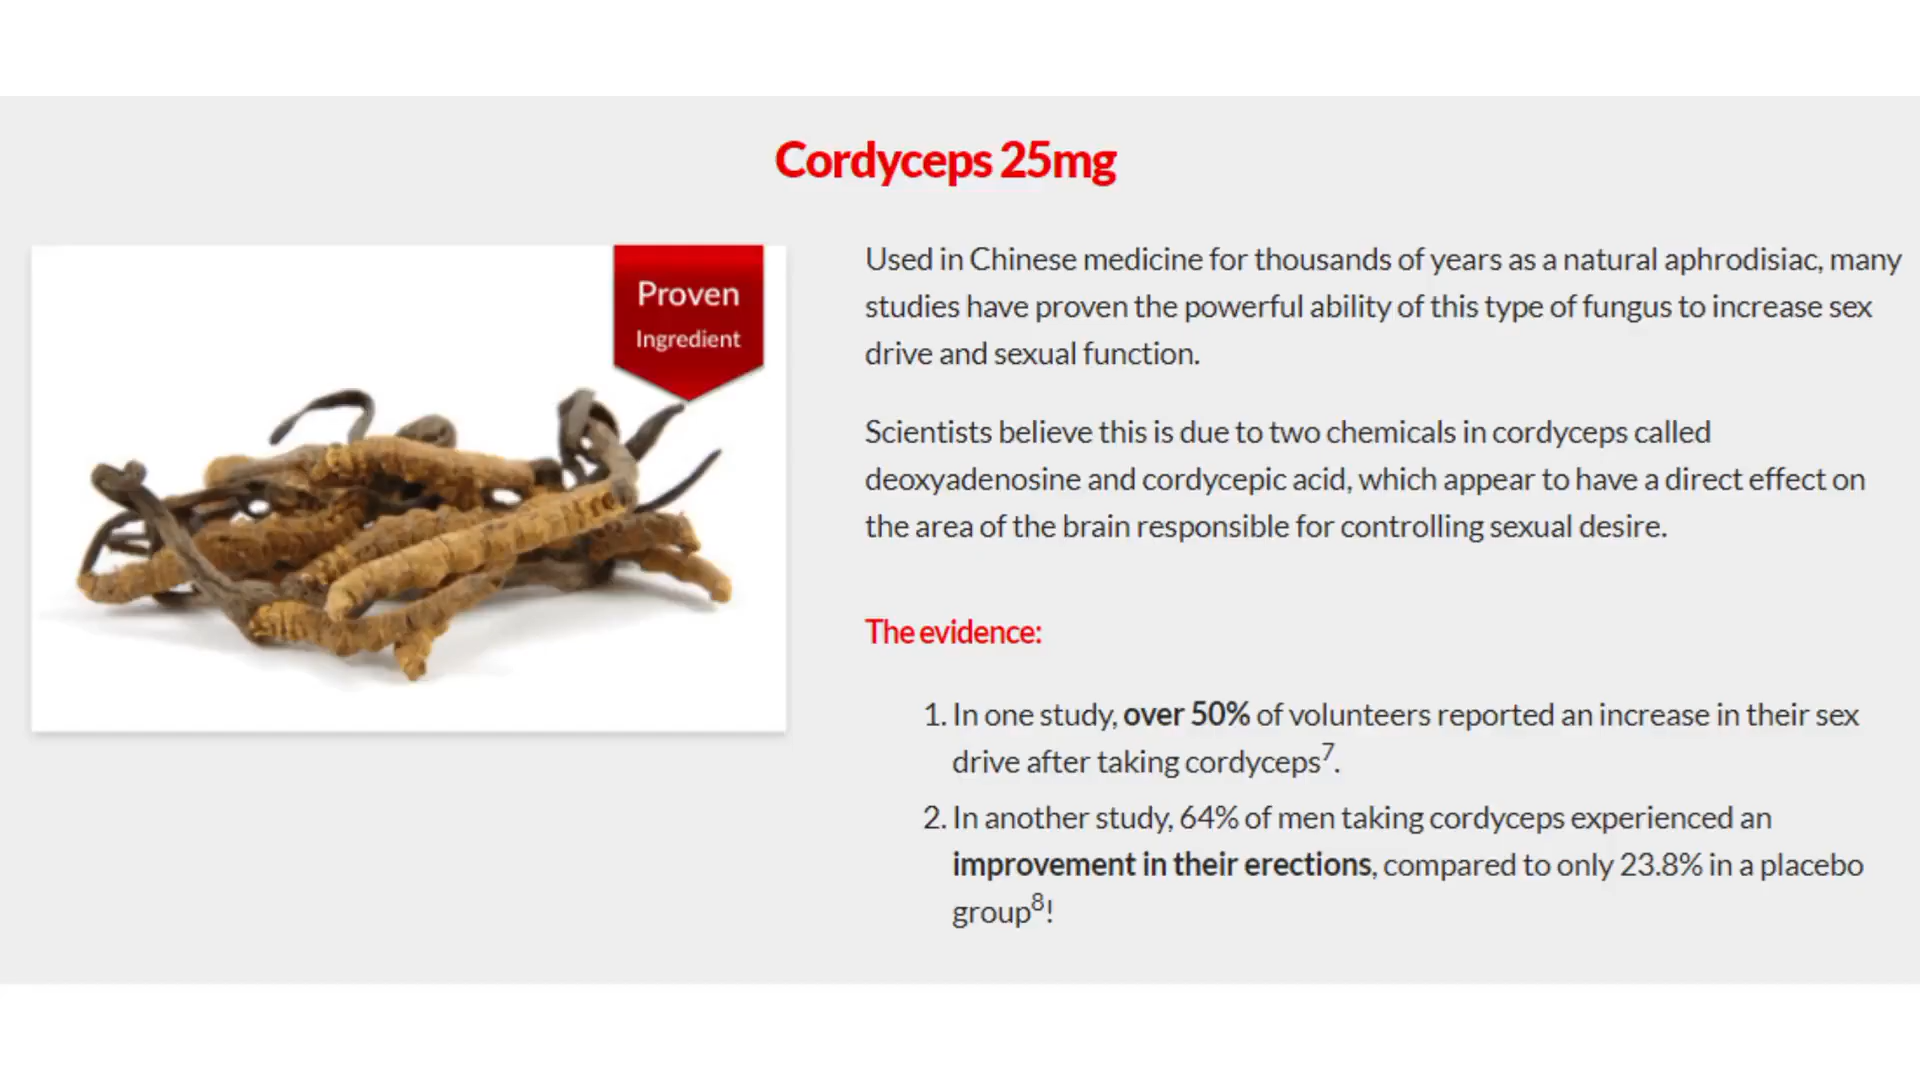 Cordyceps 25mg
Proven
Ingredient
Used in Chinese medicine for thousands of years as a natural aphrodisiac, many
studies have proven the powerful ability of this type of fungus to increase sex
drive and sexual function.
Scientists believe this is due to two chemicals in cordyceps called
deoxyadenosine and cordycepic acid, which appear to have a direct effect on
the area of the brain responsible for controlling sexual desire.
The evidence:
1. In one study, over 50% of volunteers reported an increase in their sex
drive after taking cordyceps7.
2. In another study, 64% of men taking cordyceps experienced an
improvement in their erections, compared to only 23.8% in a placebo
group8!